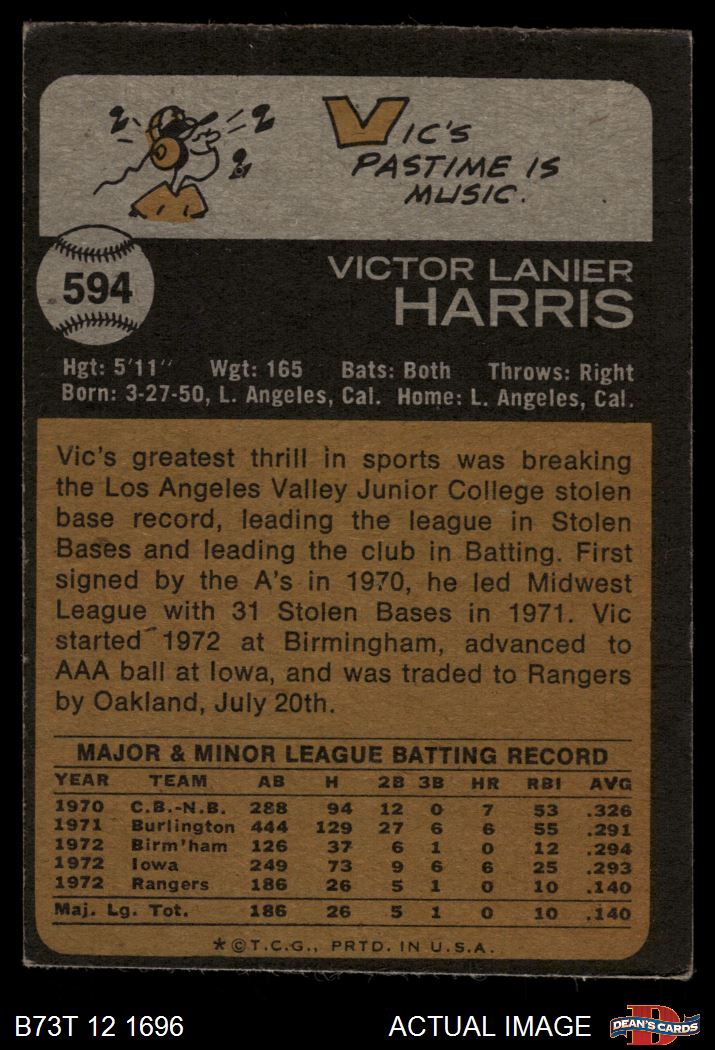 VIC'S
PASTIME IS
MUSIC.
594
VICTOR LANIER
HARRIS
Hgt: 5'11" Wgt: 165 Bats: Both Throws: Right
Born: 3-27-50, L. Angeles, Cal. Home: L. Angeles, Cal.
Vic's greatest thrill in sports was breaking
the Los Angeles Valley Junior College stolen
base record, leading the league in Stolen
Bases and leading the club in Batting. First
signed by the A's in 1970, he led Midwest
League with 31 Stolen Bases in 1971. Vic
started 1972 at Birmingham, advanced to
AAA ball at Iowa, and was traded to Rangers
by Oakland, July 20th.
MAJOR & MINOR LEAGUE BATTING RECORD
YEAR TEAM AB H 2B 3B HR RBI AVG
1970 C.B.-N.B. 288 94 12 0 7 53 .326
1971 Burlington 444 129 27 6 6 55 .291
1972 Birm'ham 126 37 6 1 0 12 .294
1972 Iowa 249 73 9 6 6 25 .293
1972 Rangers 186 26 5 1 0 10 .140
Maj. Lg. Tot. 186 26 5 1 0 10 .140
*©T.C.G., PRTD. IN U.S.A.
B73T 12 1696 ACTUAL IMAGE D DEAN'S CARDS